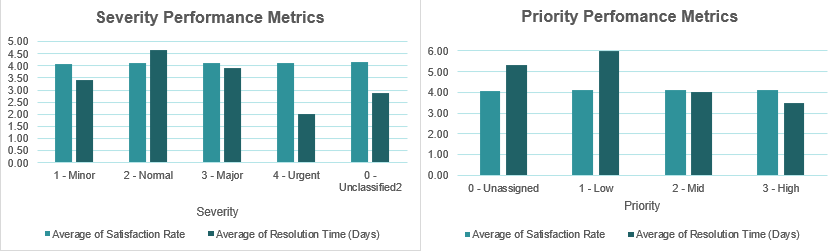 Severity Performance Metrics
5.00
4.50
4.00
3.50
3.00
2.50
2.00
1.50
1.00
0.50
0.00
1 - Minor
2 - Normal
3 - Major
4 - Urgent
0 -
Unclassified2
Severity
Average of Satisfaction Rate
Average of Resolution Time (Days)
Priority Perfomance Metrics
6.00
5.00
4.00
3.00
2.00
1.00
0.00
0 - Unassigned
1 - Low
2 - Mid
3 - High
Priority
Average of Satisfaction Rate
Average of Resolution Time (Days)